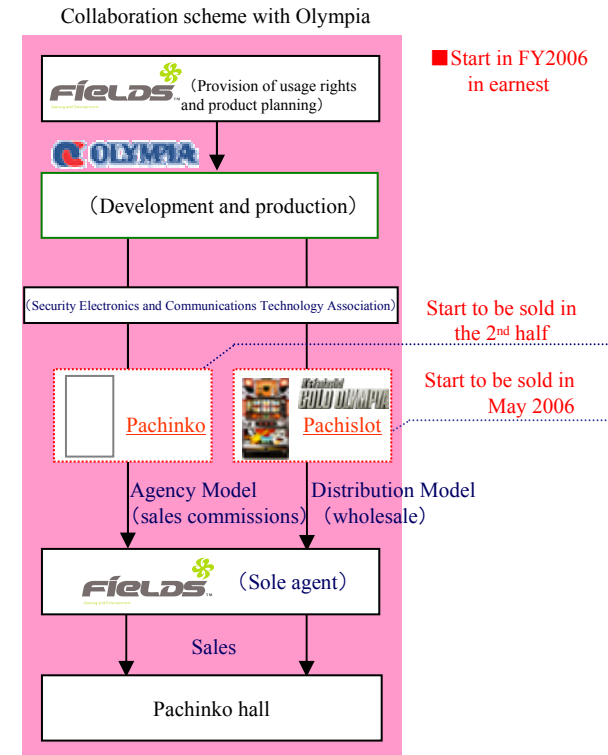 Collaboration scheme with Olympia
■Start in FY2006
in earnest
FIELDS™ (Provision of usage rights
and product planning)
OLYMPIA
(Development and production)
(Security Electronics and Communications Technology Association)
Start to be sold in
the 2nd half
Start to be sold in
May 2006
Pachinko
GOLD OLYMPIA
Pachislot
Agency Model
(sales commissions)
Distribution Model
(wholesale)
FIELDS (Sole agent)
Sales
Pachinko hall